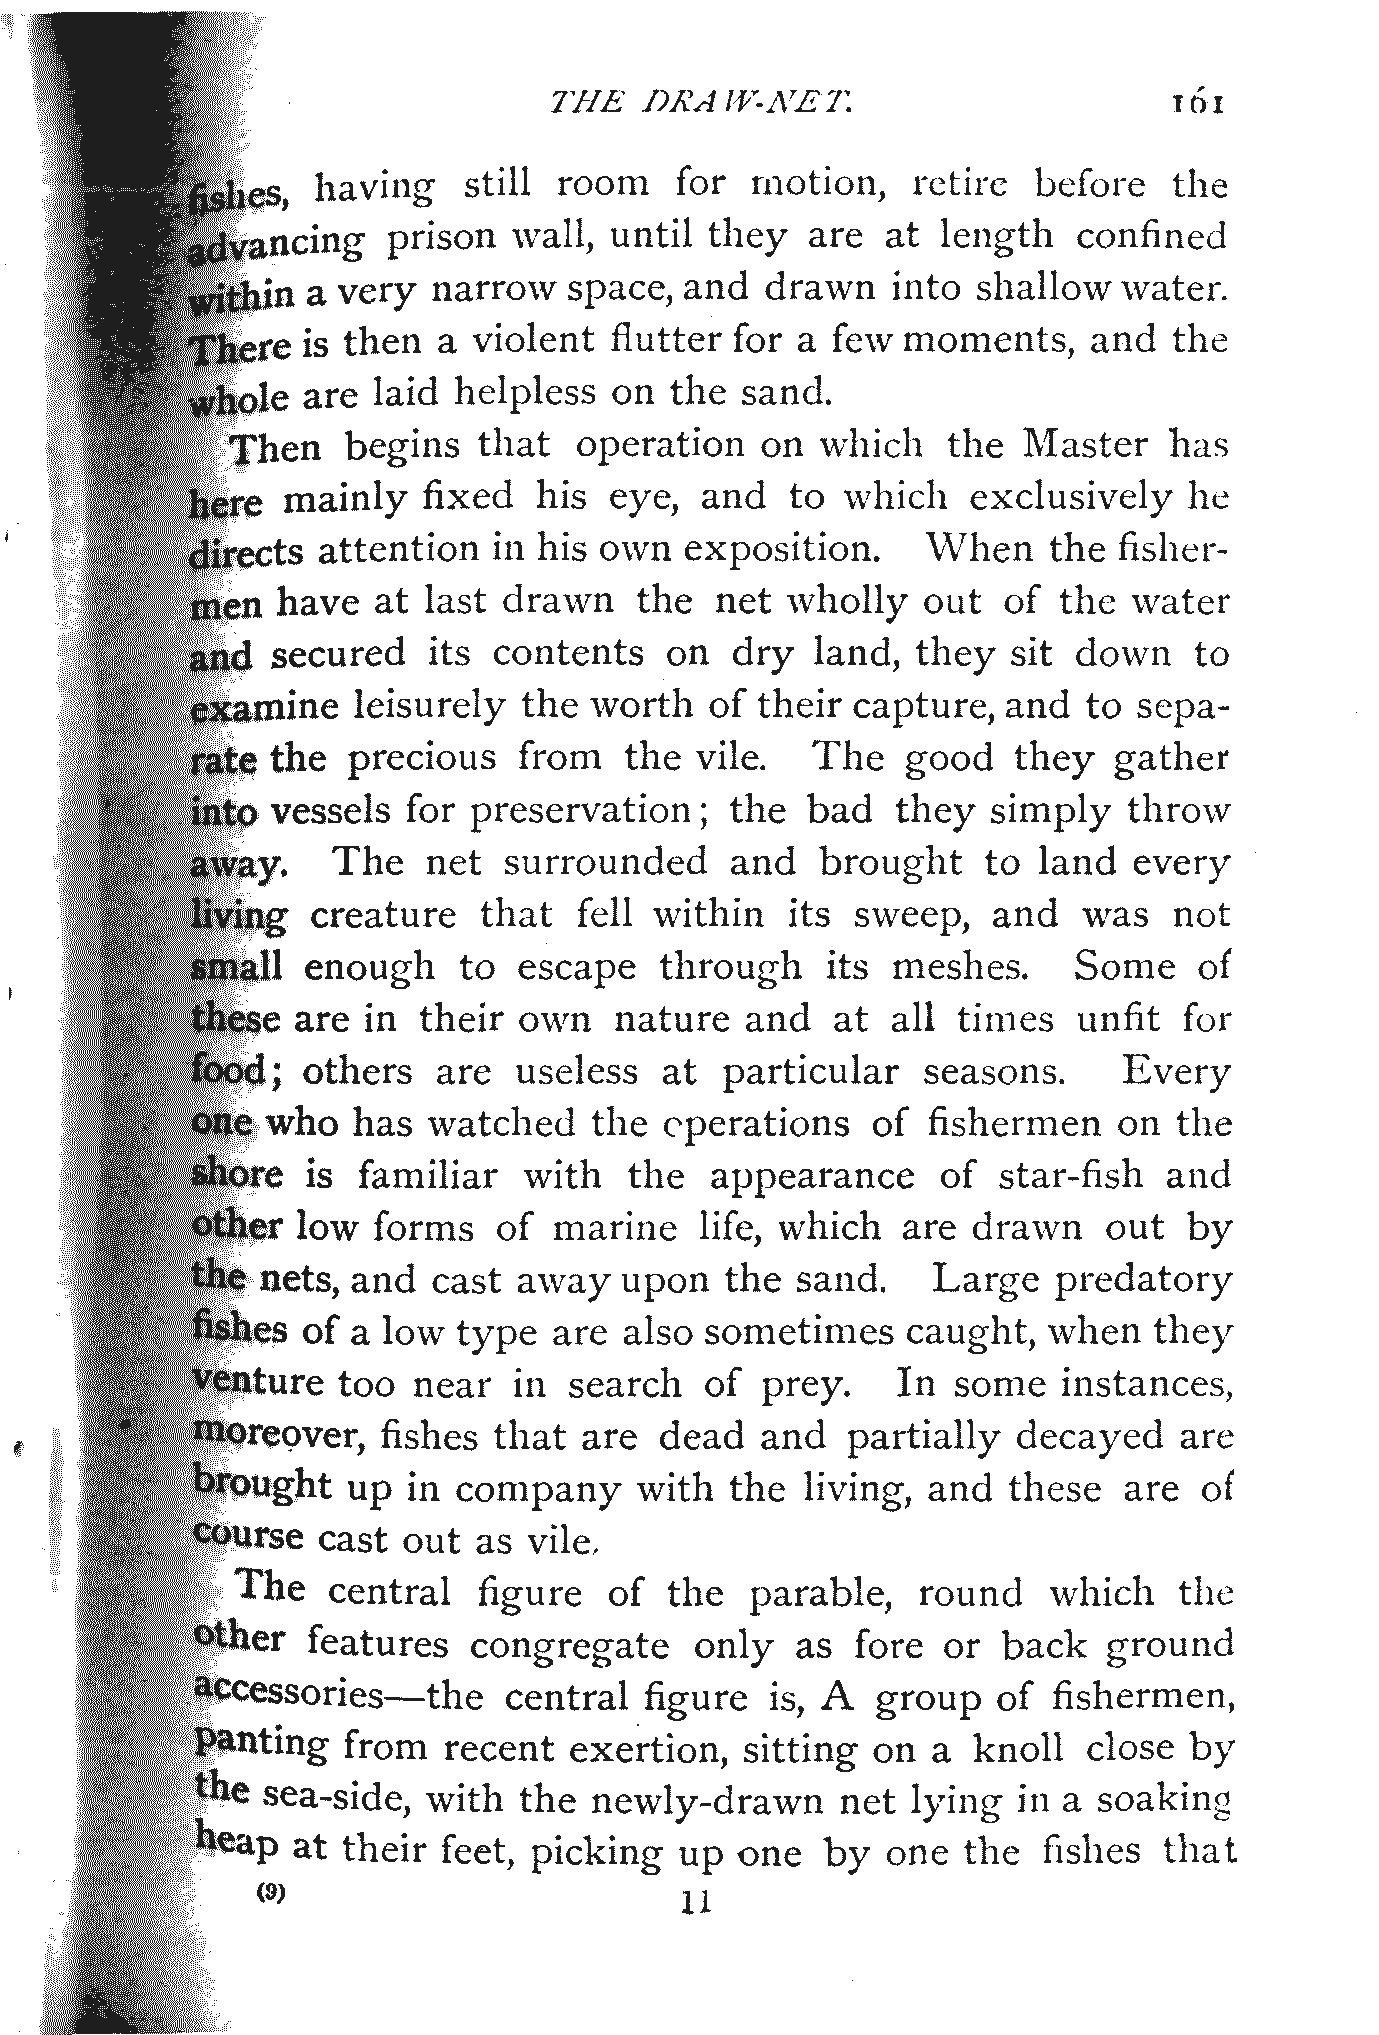 THE DRAW-NET. 161
fishes, having still room for motion, retire before the
advancing prison wall, until they are at length confined
within a very narrow space, and drawn into shallow water.
There is then a violent flutter for a few moments, and the
whole are laid helpless on the sand.
Then begins that operation on which the Master has
here mainly fixed his eye, and to which exclusively he
directs attention in his own exposition. When the fisher-
men have at last drawn the net wholly out of the water
and secured its contents on dry land, they sit down to
examine leisurely the worth of their capture, and to sepa-
rate the precious from the vile. The good they gather
into vessels for preservation; the bad they simply throw
away. The net surrounded and brought to land every
living creature that fell within its sweep, and was not
small enough to escape through its meshes. Some of
these are in their own nature and at all times unfit for
food; others are useless at particular seasons. Every
one who has watched the operations of fishermen on the
shore is familiar with the appearance of star-fish and
other low forms of marine life, which are drawn out by
the nets, and cast away upon the sand. Large predatory
fishes of a low type are also sometimes caught, when they
venture too near in search of prey. In some instances,
moreover, fishes that are dead and partially decayed are
brought up in company with the living, and these are of
course cast out as vile.
The central figure of the parable, round which the
other features congregate only as fore or back ground
accessories—the central figure is, A group of fishermen,
panting from recent exertion, sitting on a knoll close by
the sea-side, with the newly-drawn net lying in a soaking
heap at their feet, picking up one by one the fishes that
(9) 11